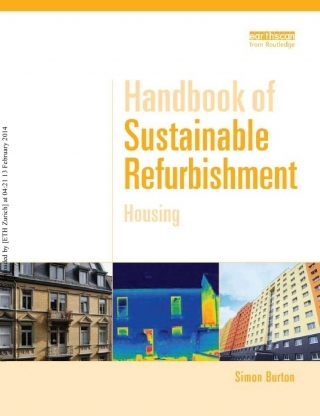 earthscan
from Routledge
Handbook of
Sustainable
Refurbishment
Housing
Simon Burton
ded by [ETH Zurich] at 04:21 13 February 2014